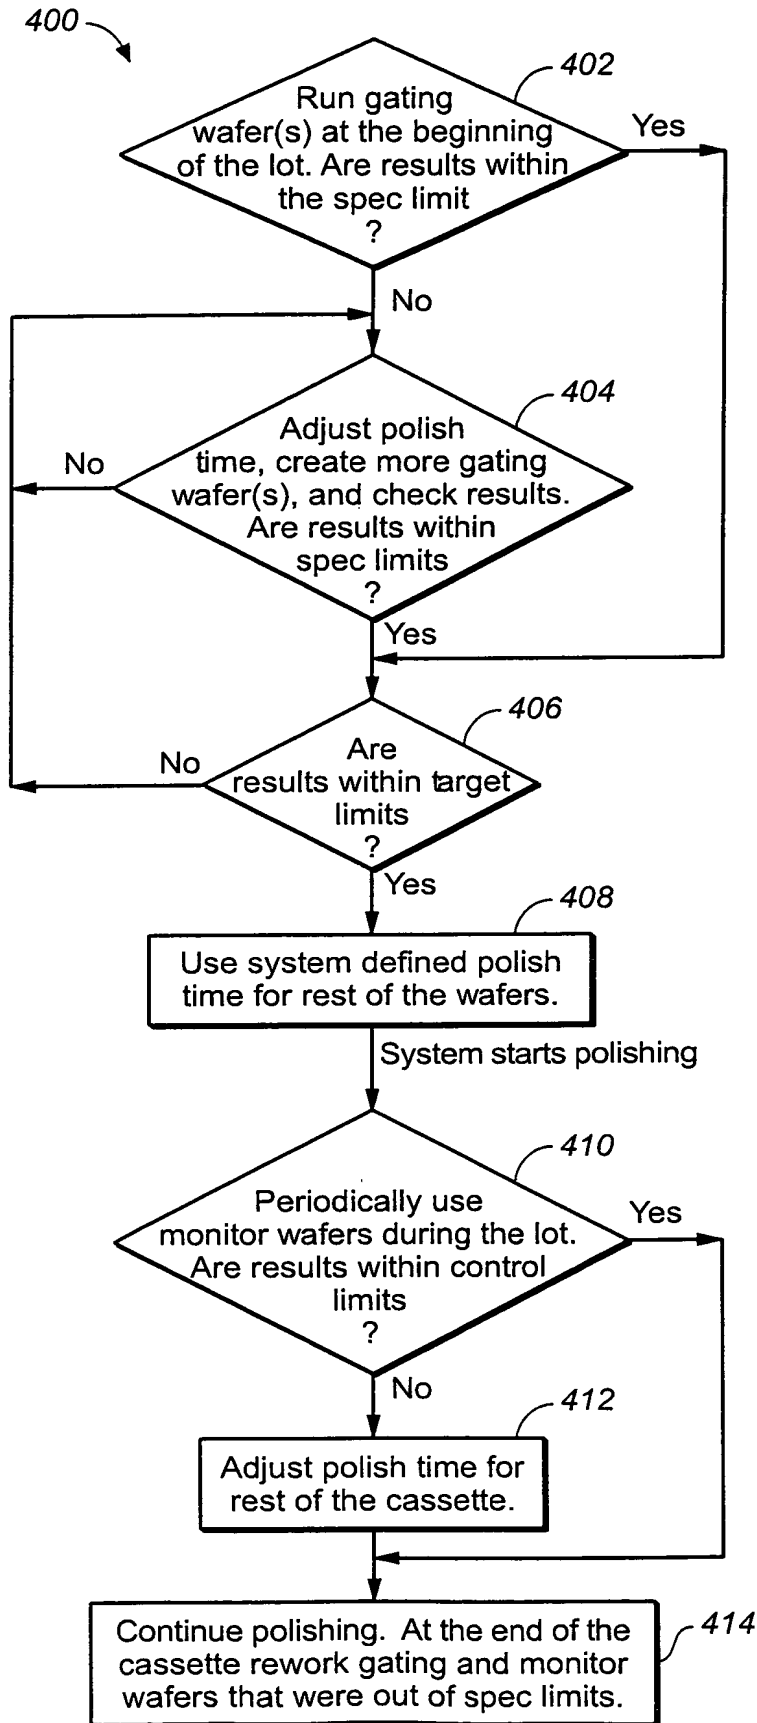 400
402
Run gating
wafer(s) at the beginning
of the lot. Are results within
the spec limit
?
Yes
No
404
Adjust polish
time, create more gating
wafer(s), and check results.
Are results within
spec limits
?
No
Yes
406
Are
results within target
limits
?
No
Yes
408
Use system defined polish
time for rest of the wafers.
System starts polishing
410
Periodically use
monitor wafers during the lot.
Are results within control
limits
?
Yes
No
412
Adjust polish time for
rest of the cassette.
414
Continue polishing. At the end of the
cassette rework gating and monitor
wafers that were out of spec limits.